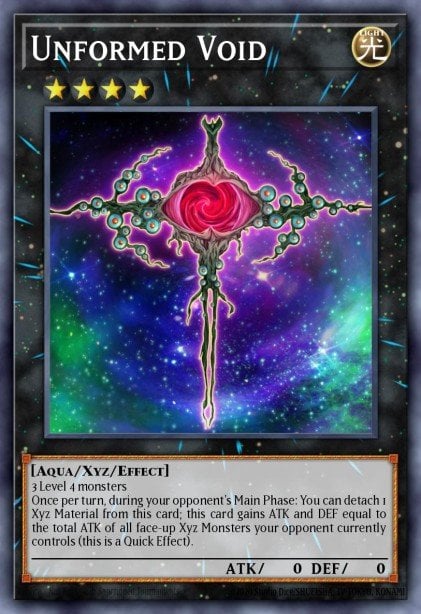 Unformed Void
LIGHT
光
[Aqua/Xyz/Effect]
3 Level 4 monsters
Once per turn, during your opponent's Main Phase: You can detach 1
Xyz Material from this card; this card gains ATK and DEF equal to
the total ATK of all face-up Xyz Monsters your opponent currently
controls (this is a Quick Effect).
ATK/ 0 DEF/ 0